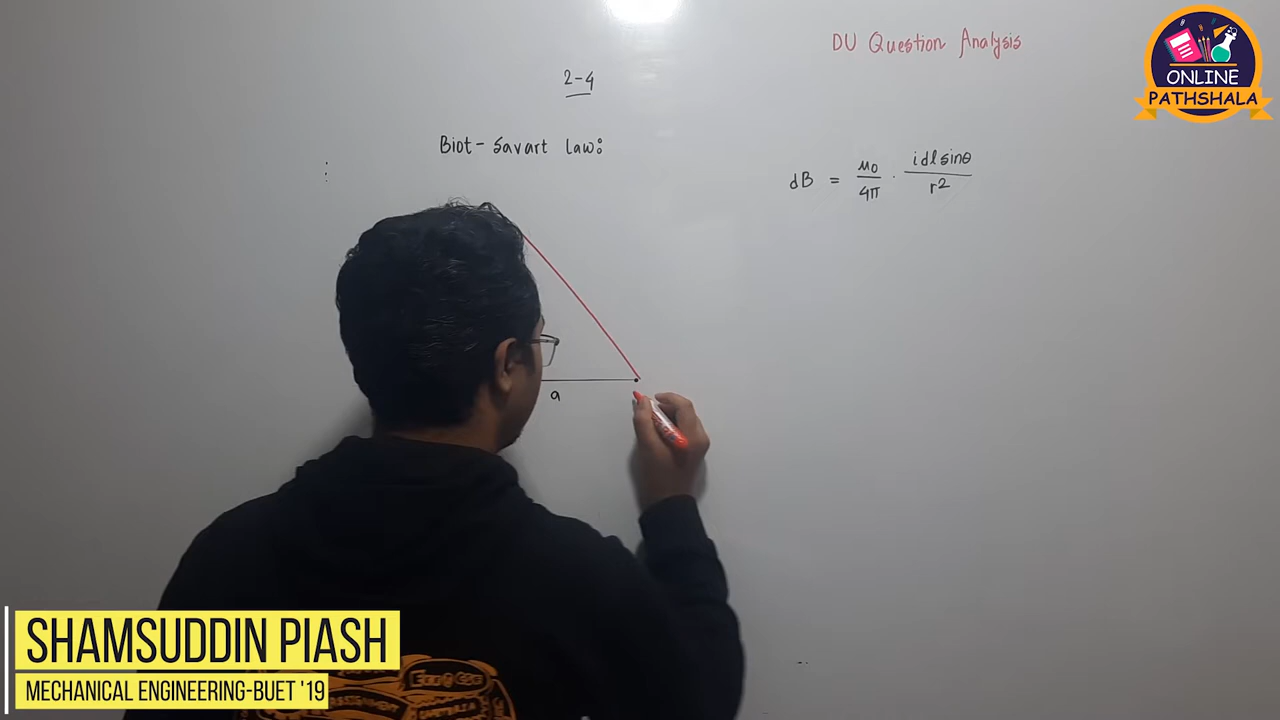 DU Question Analysis
ONLINE
PATHSHALA
2-4
Biot-Savart law:
dB = μ0/4π · idlsinθ/r2
a
SHAMSUDDIN PIASH
MECHANICAL ENGINEERING-BUET '19